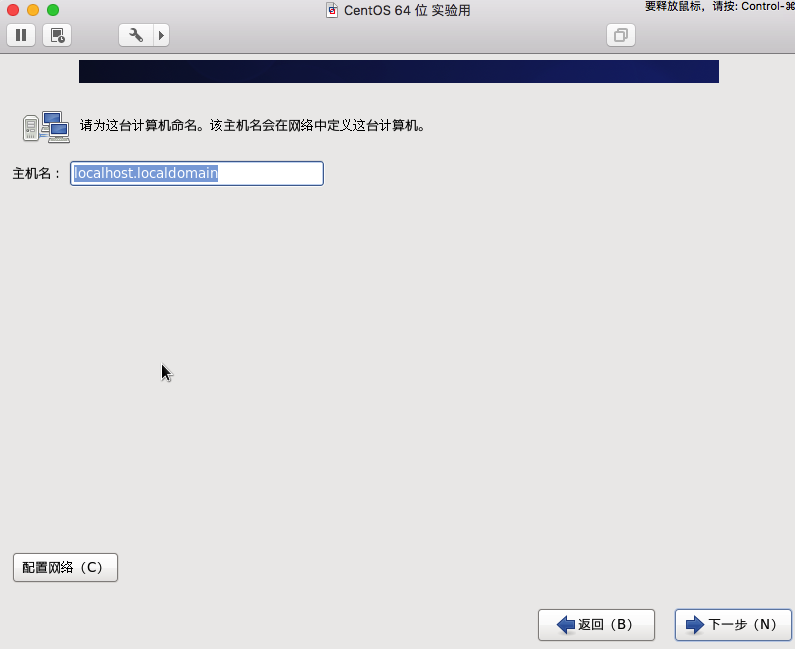 CentOS 64 位 实验用
要释放鼠标，请按: Control-⌘
请为这台计算机命名。该主机名会在网络中定义这台计算机。
主机名： localhost.localdomain
配置网络（C）
返回（B）
下一步（N）